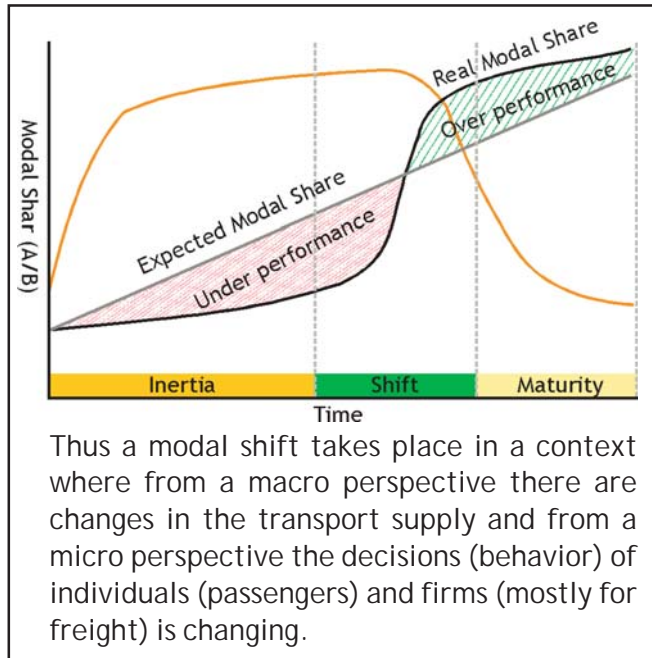 Real Modal Share
Over performance
Expected Modal Share
Under performance
Modal Shar (A/B)
Inertia
Shift
Maturity
Time
Thus a modal shift takes place in a context
where from a macro perspective there are
changes in the transport supply and from a
micro perspective the decisions (behavior) of
individuals (passengers) and firms (mostly for
freight) is changing.